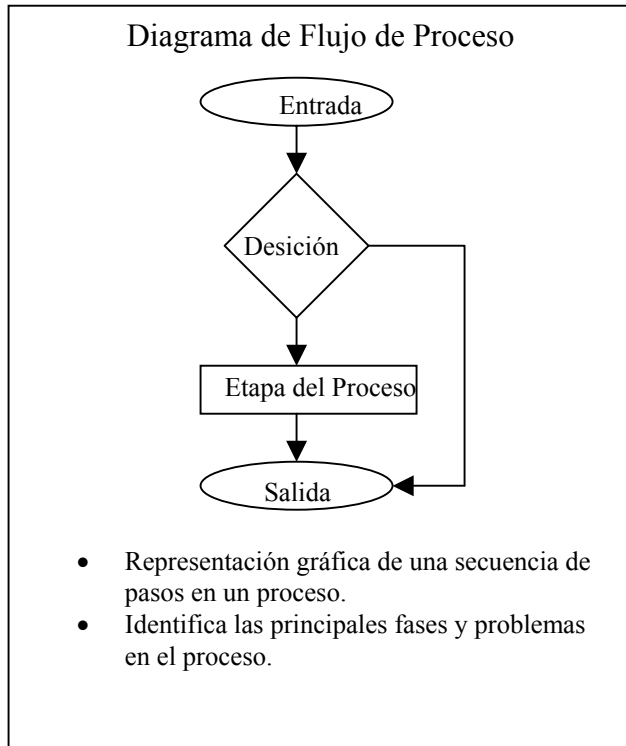 Diagrama de Flujo de Proceso
Entrada
Desición
Etapa del Proceso
Salida
• Representación gráfica de una secuencia de
pasos en un proceso.
• Identifica las principales fases y problemas
en el proceso.